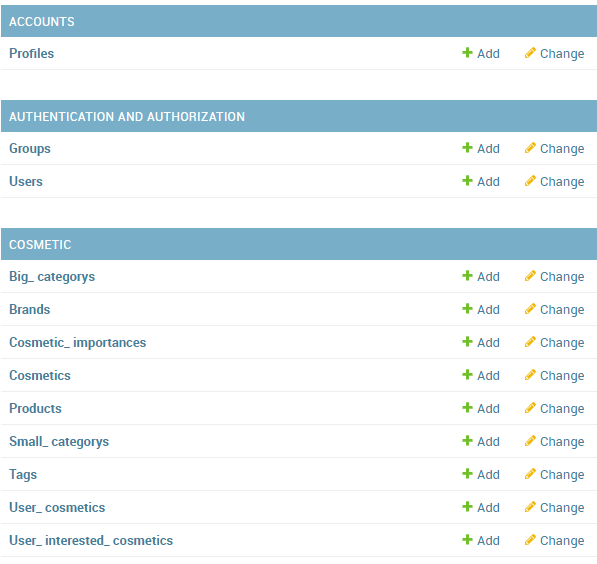 ACCOUNTS
Profiles Add Change
AUTHENTICATION AND AUTHORIZATION
Groups Add Change
Users Add Change
COSMETIC
Big_ categorys Add Change
Brands Add Change
Cosmetic_ importances Add Change
Cosmetics Add Change
Products Add Change
Small_ categorys Add Change
Tags Add Change
User_ cosmetics Add Change
User_ interested_ cosmetics Add Change